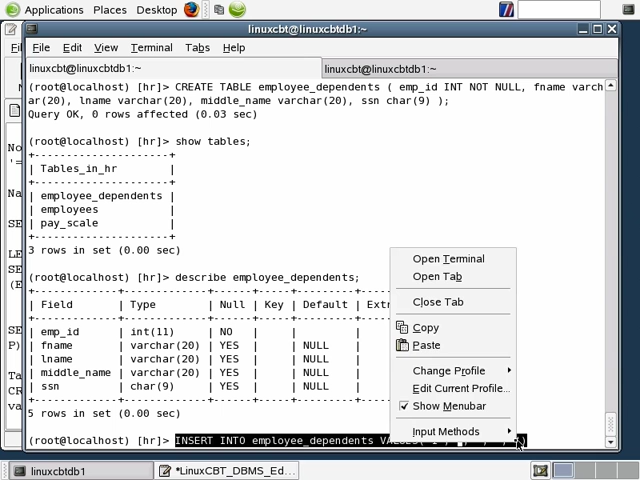 Applications Places Desktop
linuxcbt@linuxcbtdb1:~
File Edit View Terminal Tabs Help
linuxcbt@linuxcbtdb1:~ linuxcbt@linuxcbtdb1:~
(root@localhost) [hr]> CREATE TABLE employee_dependents ( emp_id INT NOT NULL, fname varch
ar(20), lname varchar(20), middle_name varchar(20), ssn char(9) );
Query OK, 0 rows affected (0.03 sec)
(root@localhost) [hr]> show tables;
+---------------------+
| Tables_in_hr        |
+---------------------+
| employee_dependents |
| employees           |
| pay_scale           |
+---------------------+
3 rows in set (0.00 sec)
(root@localhost) [hr]> describe employee_dependents;
| Field | Type | Null | Key | Default | Extr
| emp_id | int(11) | NO | | |
| fname | varchar(20) | YES | | NULL |
| lname | varchar(20) | YES | | NULL |
| middle_name | varchar(20) | YES | | NULL |
| ssn | char(9) | YES | | NULL |
5 rows in set (0.00 sec)
(root@localhost) [hr]> INSERT INTO employee_dependents VALUES(
Open Terminal
Open Tab
Close Tab
Copy
Paste
Change Profile
Edit Current Profile...
Show Menubar
Input Methods
linuxcbtdb1 *LinuxCBT_DBMS_Ed...